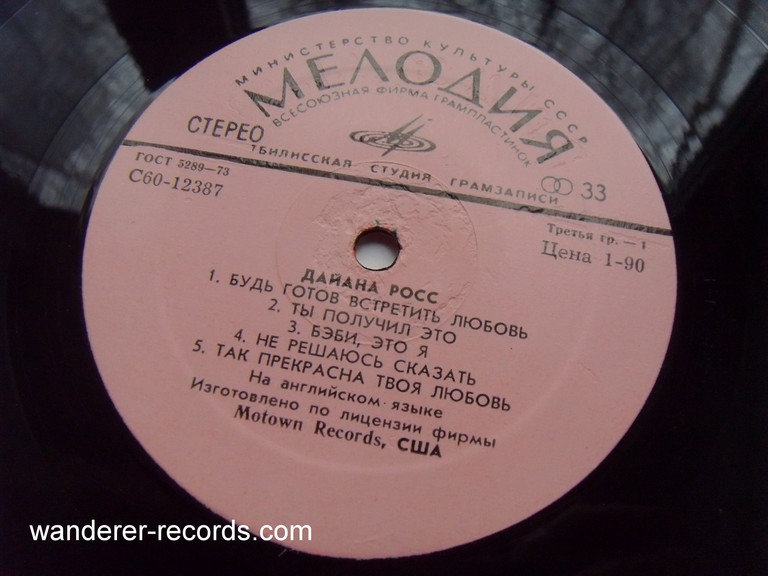 МИНИСТЕРСТВО КУЛЬТУРЫ СССР
МЕЛОДИЯ
ВСЕСОЮЗНАЯ ФИРМА ГРАМПЛАСТИНОК
СТЕРЕО
ТБИЛИССКАЯ СТУДИЯ ГРАМЗАПИСИ
33
ГОСТ 5289—73
С60-12387
Третья гр. — 1
Цена 1-90
ДАЙАНА РОСС
1. БУДЬ ГОТОВ ВСТРЕТИТЬ ЛЮБОВЬ
2. ТЫ ПОЛУЧИЛ ЭТО
3. БЭБИ, ЭТО Я
4. НЕ РЕШАЮСЬ СКАЗАТЬ
5. ТАК ПРЕКРАСНА ТВОЯ ЛЮБОВЬ
На английском языке
Изготовлено по лицензии фирмы
Motown Records, США
wanderer-records.com